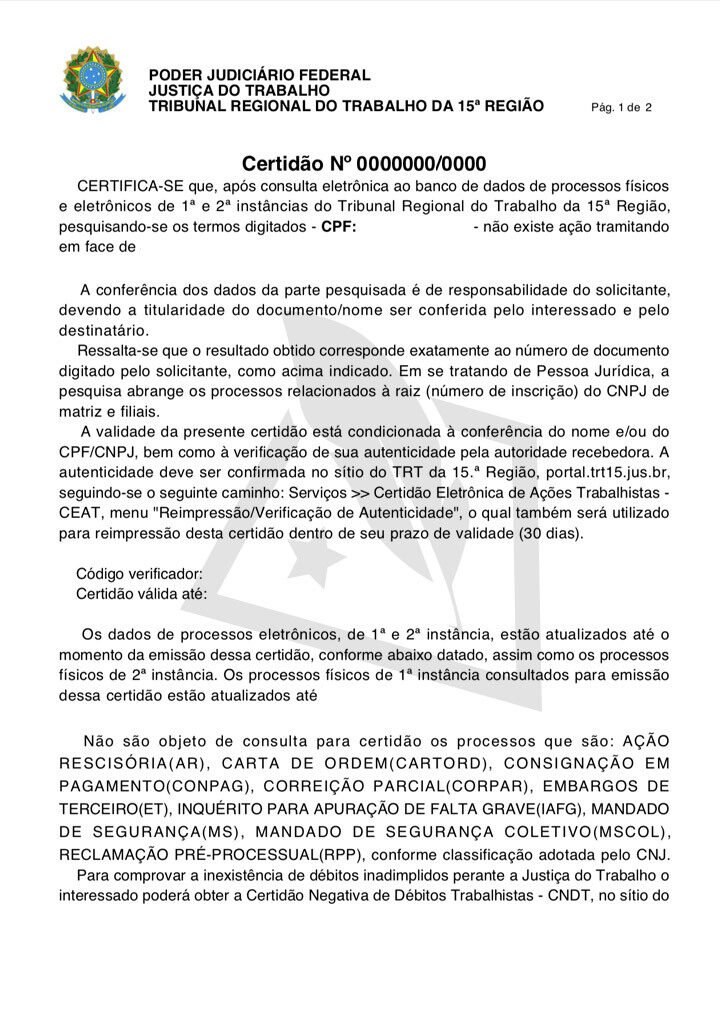 PODER JUDICIÁRIO FEDERAL
JUSTIÇA DO TRABALHO
TRIBUNAL REGIONAL DO TRABALHO DA 15ª REGIÃO Pág. 1 de 2
Certidão Nº 0000000/0000
CERTIFICA-SE que, após consulta eletrônica ao banco de dados de processos físicos
e eletrônicos de 1ª e 2ª instâncias do Tribunal Regional do Trabalho da 15ª Região,
pesquisando-se os termos digitados - CPF: - não existe ação tramitando
em face de
A conferência dos dados da parte pesquisada é de responsabilidade do solicitante,
devendo a titularidade do documento/nome ser conferida pelo interessado e pelo
destinatário.
Ressalta-se que o resultado obtido corresponde exatamente ao número de documento
digitado pelo solicitante, como acima indicado. Em se tratando de Pessoa Jurídica, a
pesquisa abrange os processos relacionados à raiz (número de inscrição) do CNPJ de
matriz e filiais.
A validade da presente certidão está condicionada à conferência do nome e/ou do
CPF/CNPJ, bem como à verificação de sua autenticidade pela autoridade recebedora. A
autenticidade deve ser confirmada no sítio do TRT da 15.ª Região, portal.trt15.jus.br,
seguindo-se o seguinte caminho: Serviços >> Certidão Eletrônica de Ações Trabalhistas -
CEAT, menu "Reimpressão/Verificação de Autenticidade", o qual também será utilizado
para reimpressão desta certidão dentro de seu prazo de validade (30 dias).
Código verificador:
Certidão válida até:
Os dados de processos eletrônicos, de 1ª e 2ª instância, estão atualizados até o
momento da emissão dessa certidão, conforme abaixo datado, assim como os processos
físicos de 2ª instância. Os processos físicos de 1ª instância consultados para emissão
dessa certidão estão atualizados até
Não são objeto de consulta para certidão os processos que são: AÇÃO
RESCISÓRIA(AR), CARTA DE ORDEM(CARTORD), CONSIGNAÇÃO EM
PAGAMENTO(CONPAG), CORREIÇÃO PARCIAL(CORPAR), EMBARGOS DE
TERCEIRO(ET), INQUÉRITO PARA APURAÇÃO DE FALTA GRAVE(IAFG), MANDADO
DE SEGURANÇA(MS), MANDADO DE SEGURANÇA COLETIVO(MSCOL),
RECLAMAÇÃO PRÉ-PROCESSUAL(RPP), conforme classificação adotada pelo CNJ.
Para comprovar a inexistência de débitos inadimplidos perante a Justiça do Trabalho o
interessado poderá obter a Certidão Negativa de Débitos Trabalhistas - CNDT, no sítio do